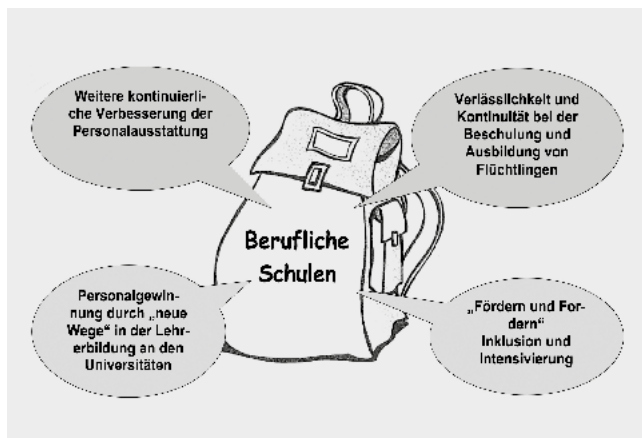 Weitere kontinuierli-
che Verbesserung der
Personalausstattung
Verlässlichkeit und
Kontinuität bei der
Beschulung und
Ausbildung von
Flüchtlingen
Berufliche
Schulen
Personalgewin-
nung durch „neue
Wege“ in der Lehr-
erbildung an den
Universitäten
„Fördern und For-
dern“
Inklusion und
Intensivierung